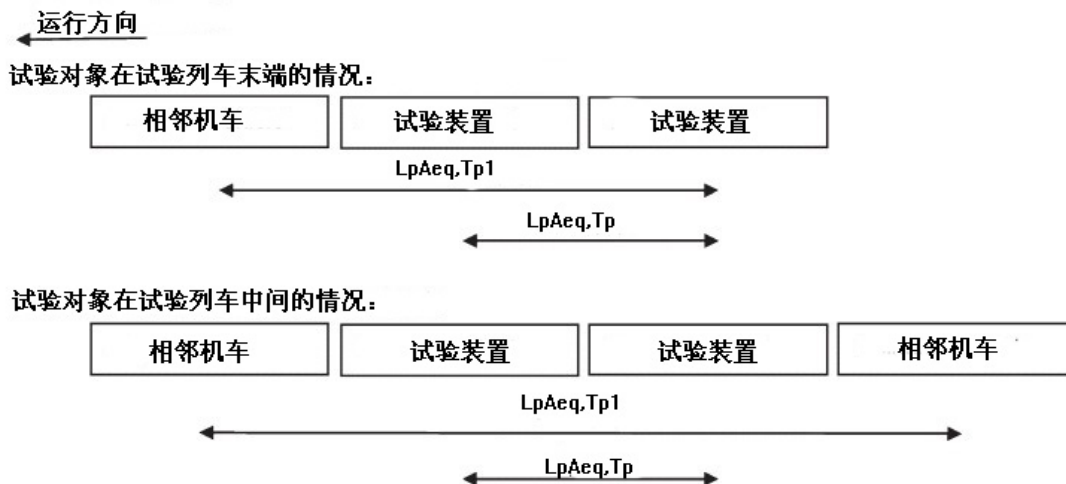 运行方向
试验对象在试验列车末端的情况：
相邻机车 试验装置 试验装置
LpAeq,Tp1
LpAeq,Tp
试验对象在试验列车中间的情况：
相邻机车 试验装置 试验装置 相邻机车
LpAeq,Tp1
LpAeq,Tp